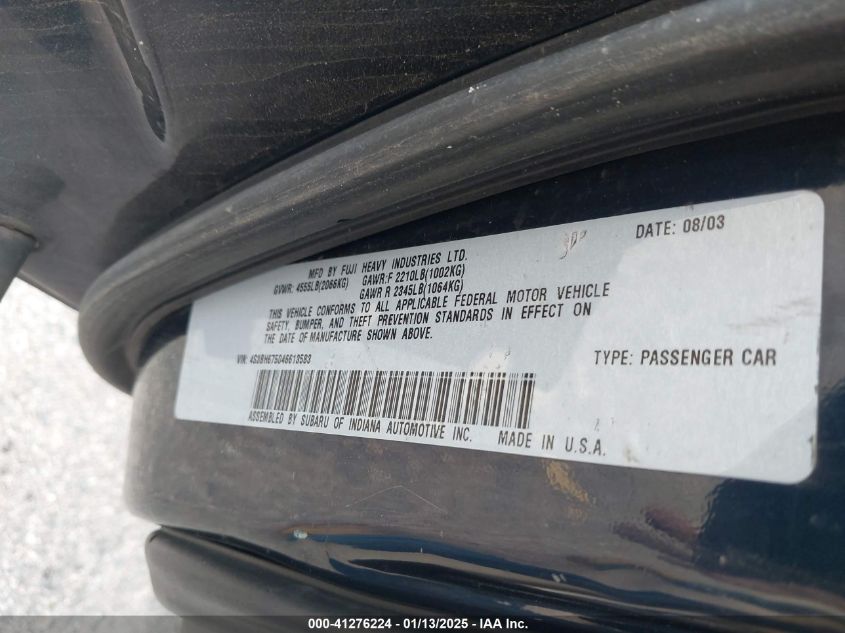 DATE: 08/03
MFD BY FUJI HEAVY INDUSTRIES LTD.
GVWR: 4555LB(2066KG) GAWR:F 2210LB(1002KG)
GAWR R 2345LB(1064KG)
THIS VEHICLE CONFORMS TO ALL APPLICABLE FEDERAL MOTOR VEHICLE
SAFETY, BUMPER, AND THEFT PREVENTION STANDARDS IN EFFECT ON
THE DATE OF MANUFACTURE SHOWN ABOVE.
VIN: 4S3BH675046613583 TYPE: PASSENGER CAR
ASSEMBLED BY SUBARU OF INDIANA AUTOMOTIVE INC. MADE IN U.S.A.
000-41276224 - 01/13/2025 - IAA Inc.